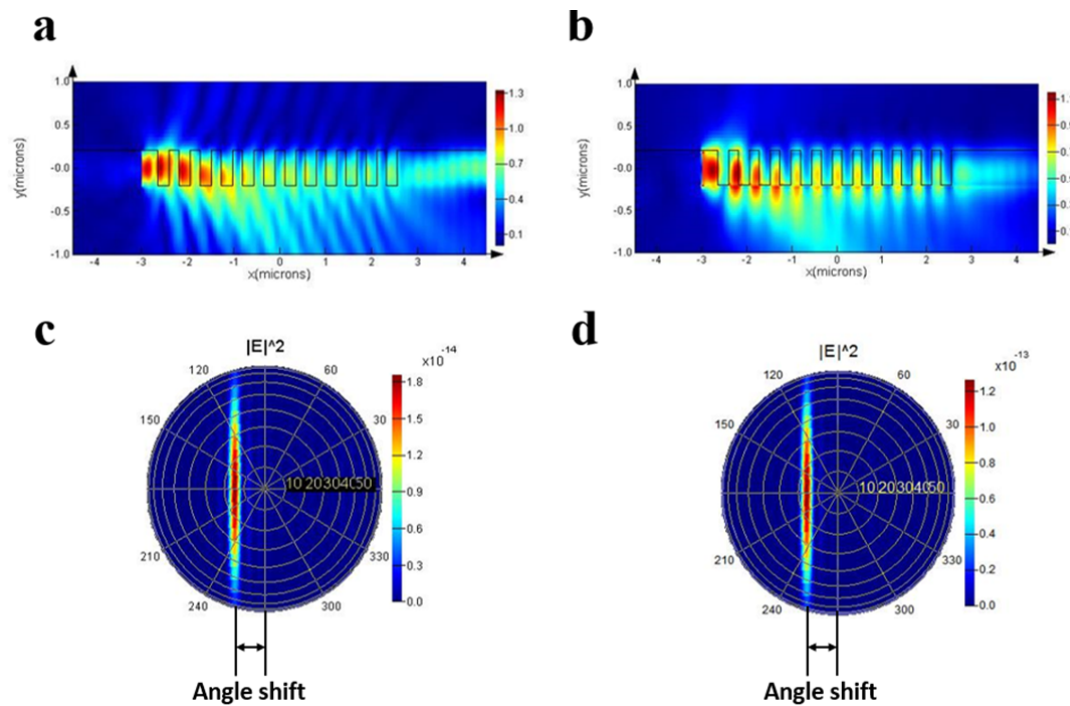 a
b
1.0
0.5
-0.0
-0.5
-1.0
y(microns)
-4 -3 -2 -1 0 1 2 3 4
x(microns)
1.3
1.0
0.7
0.4
0.1
1.0
0.5
-0.0
-0.5
-1.0
y(microns)
-4 -3 -2 -1 0 1 2 3 4
x(microns)
c
d
|E|^2
x10^-14
120 60
150 30
10 20 30 40 50
210 330
240 300
1.8
1.5
1.2
0.9
0.6
0.3
0.0
Angle shift
|E|^2
x10^-13
120 60
150 30
10 20 30 40 50
210 330
240 300
1.2
1.0
0.8
0.6
0.4
0.2
0.0
Angle shift